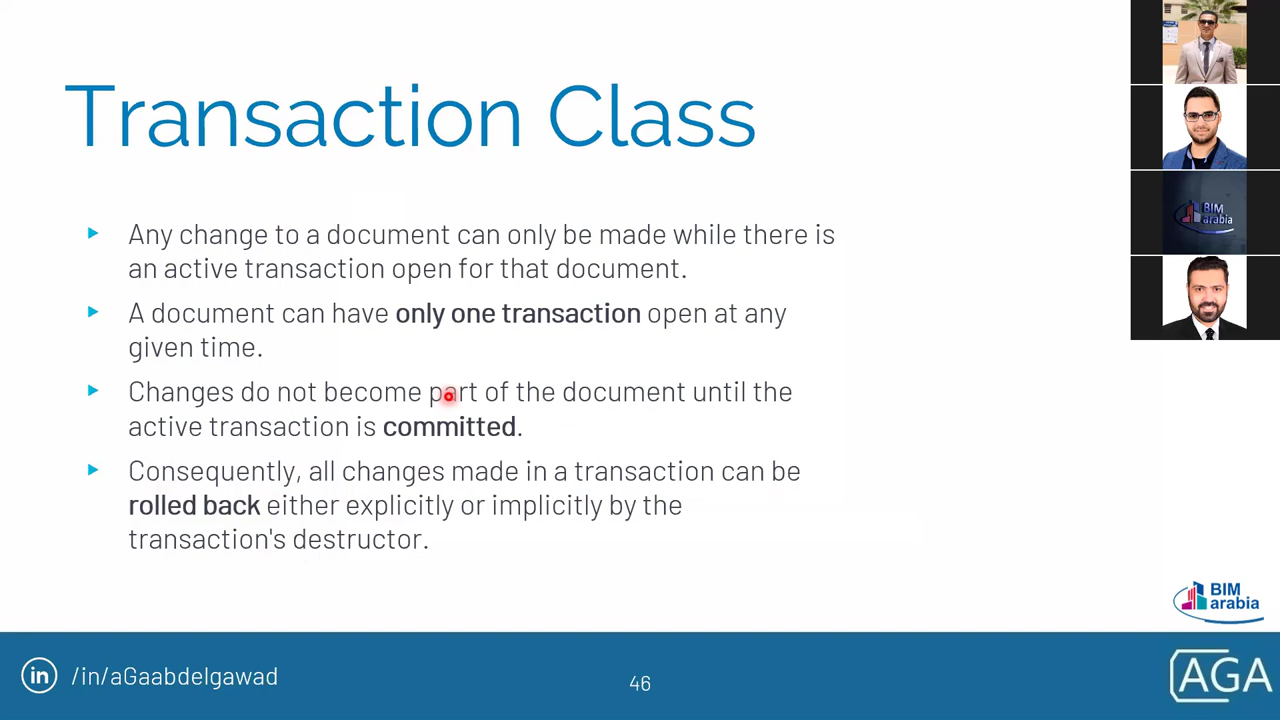 Transaction Class
Any change to a document can only be made while there is
an active transaction open for that document.
A document can have only one transaction open at any
given time.
Changes do not become part of the document until the
active transaction is committed.
Consequently, all changes made in a transaction can be
rolled back either explicitly or implicitly by the
transaction's destructor.
BIM
arabia
BIM
arabia
in /in/aGaabdelgawad
46
AGA